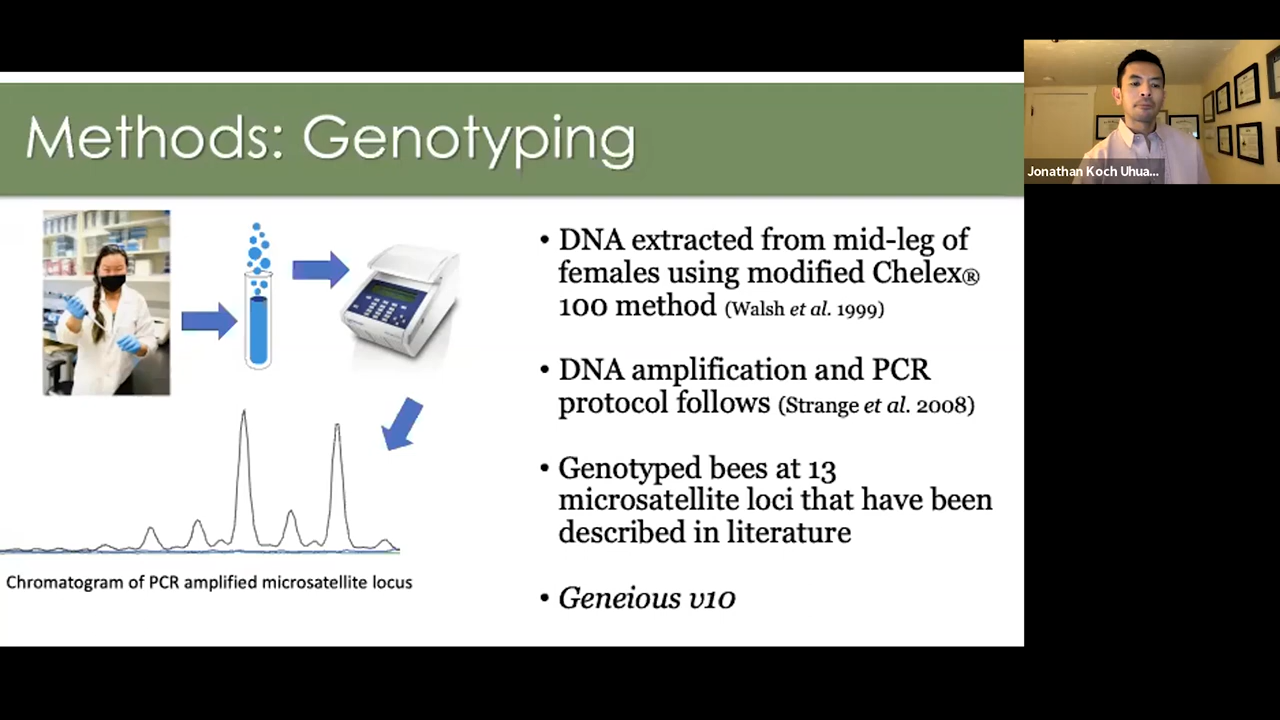 Methods: Genotyping
Jonathan Koch Uhua...
• DNA extracted from mid-leg of
females using modified Chelex®
100 method (Walsh et al. 1999)
• DNA amplification and PCR
protocol follows (Strange et al. 2008)
• Genotyped bees at 13
microsatellite loci that have been
described in literature
• Geneious v10
Chromatogram of PCR amplified microsatellite locus